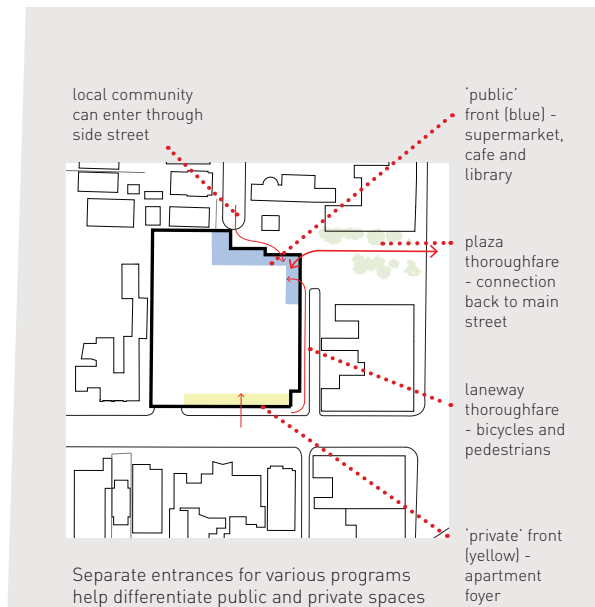 local community
can enter through
side street
‘public’
front (blue) -
supermarket,
cafe and
library
plaza
thoroughfare
- connection
back to main
street
laneway
thoroughfare
- bicycles and
pedestrians
‘private’ front
(yellow) -
apartment
foyer
Separate entrances for various programs
help differentiate public and private spaces